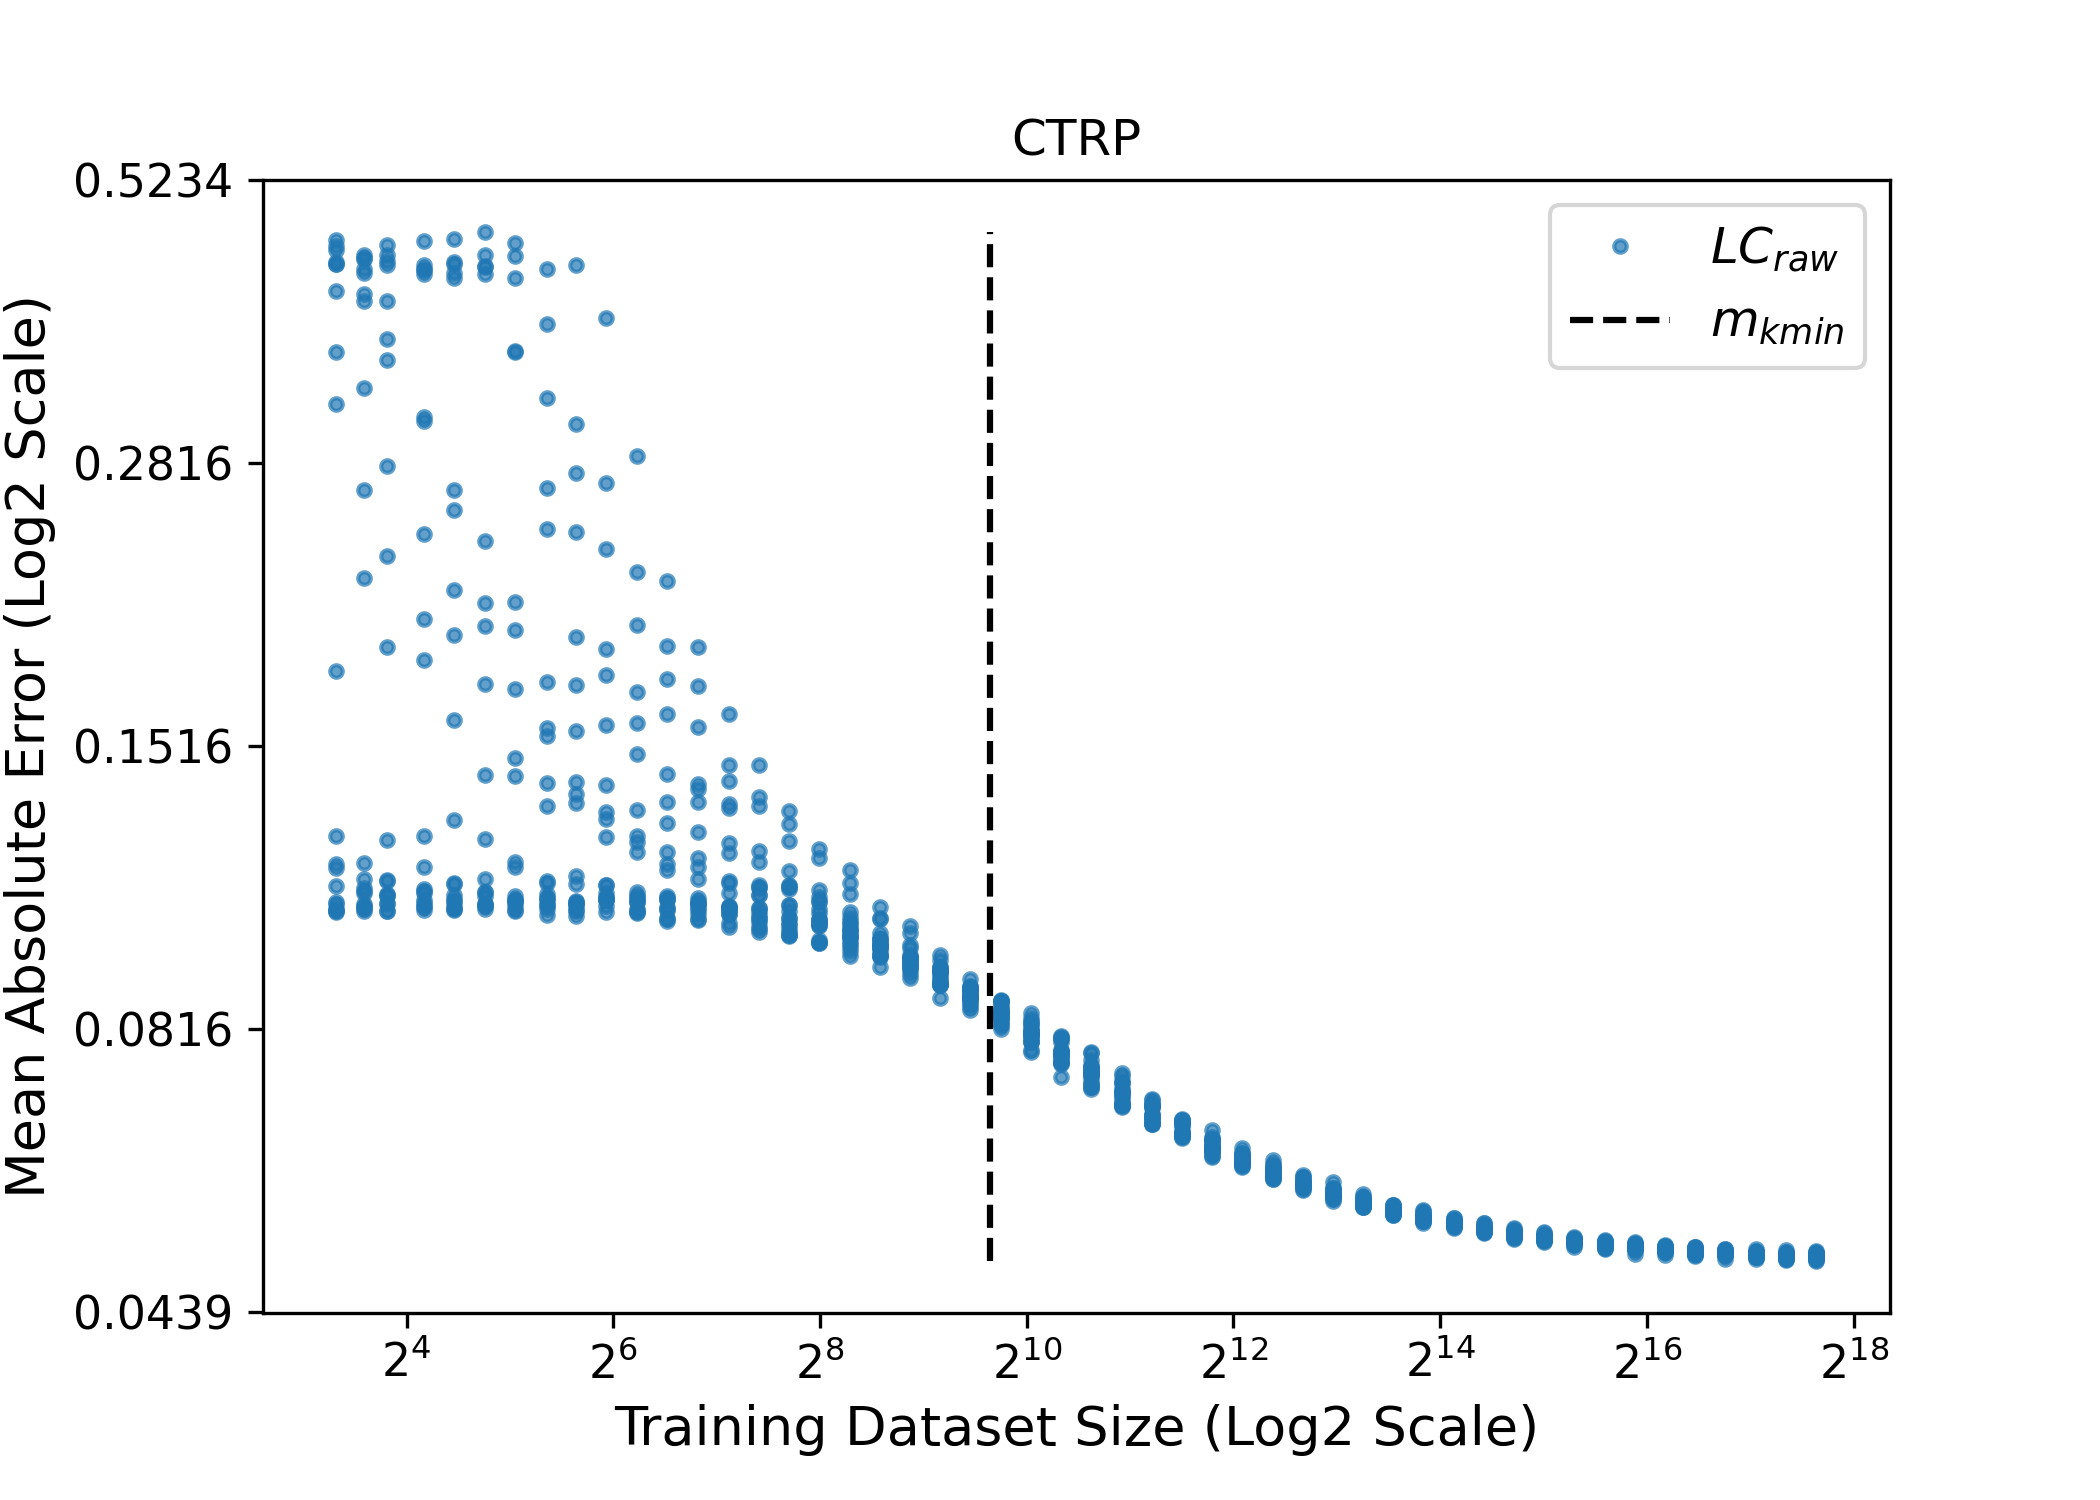 CTRP
Mean Absolute Error (Log2 Scale)
0.5234
0.2816
0.1516
0.0816
0.0439
LC_raw
m_kmin
2^4 2^6 2^8 2^10 2^12 2^14 2^16 2^18
Training Dataset Size (Log2 Scale)